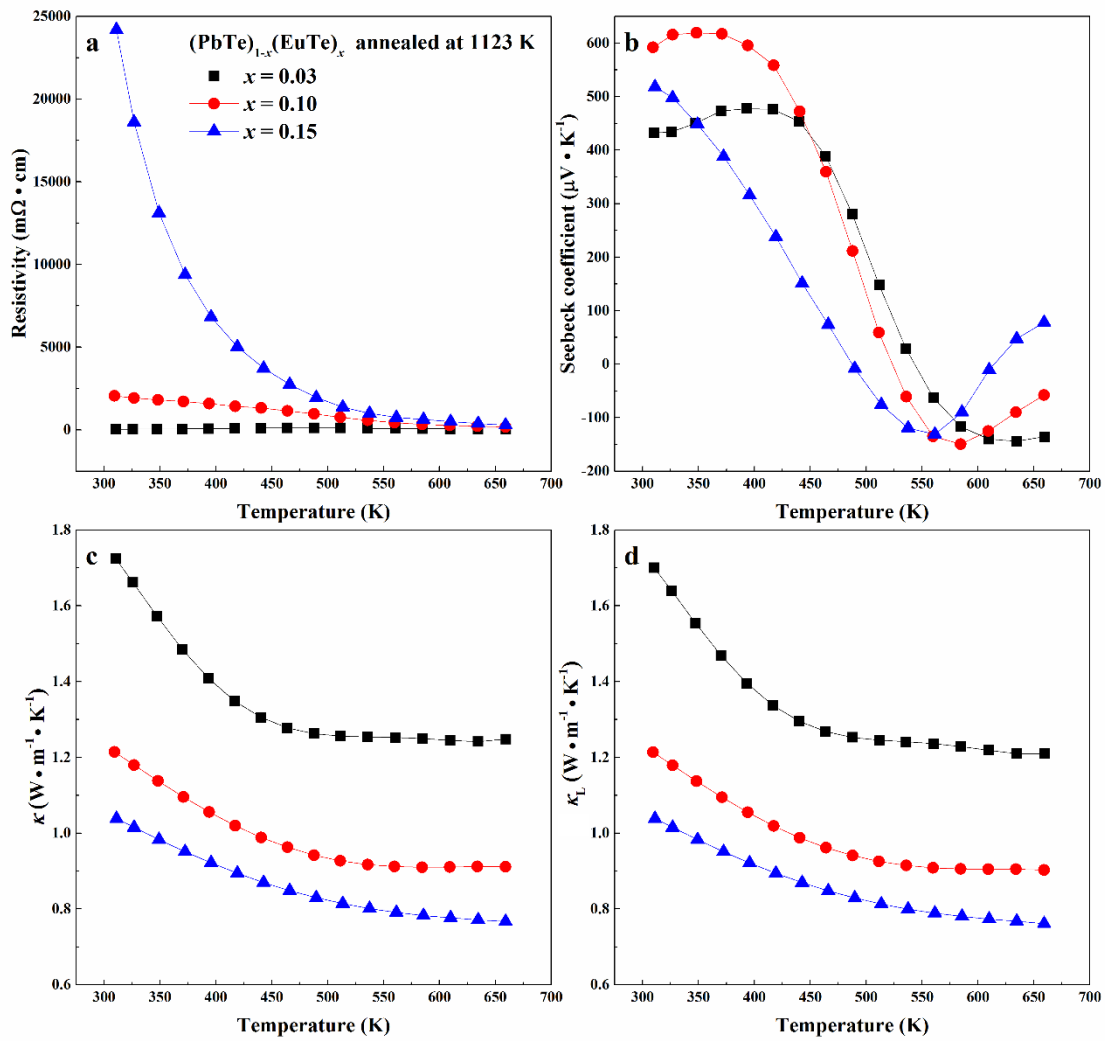 a
(PbTe)1-x(EuTe)x annealed at 1123 K
x = 0.03
x = 0.10
x = 0.15
25000
20000
15000
10000
5000
0
Resistivity (mΩ • cm)
300 350 400 450 500 550 600 650 700
Temperature (K)
b
600
500
400
300
200
100
0
-100
-200
Seebeck coefficient (μV • K-1)
300 350 400 450 500 550 600 650 700
Temperature (K)
c
1.8
1.6
1.4
1.2
1.0
0.8
0.6
κ (W • m-1 • K-1)
300 350 400 450 500 550 600 650 700
Temperature (K)
d
1.8
1.6
1.4
1.2
1.0
0.8
0.6
κL (W • m-1 • K-1)
300 350 400 450 500 550 600 650 700
Temperature (K)